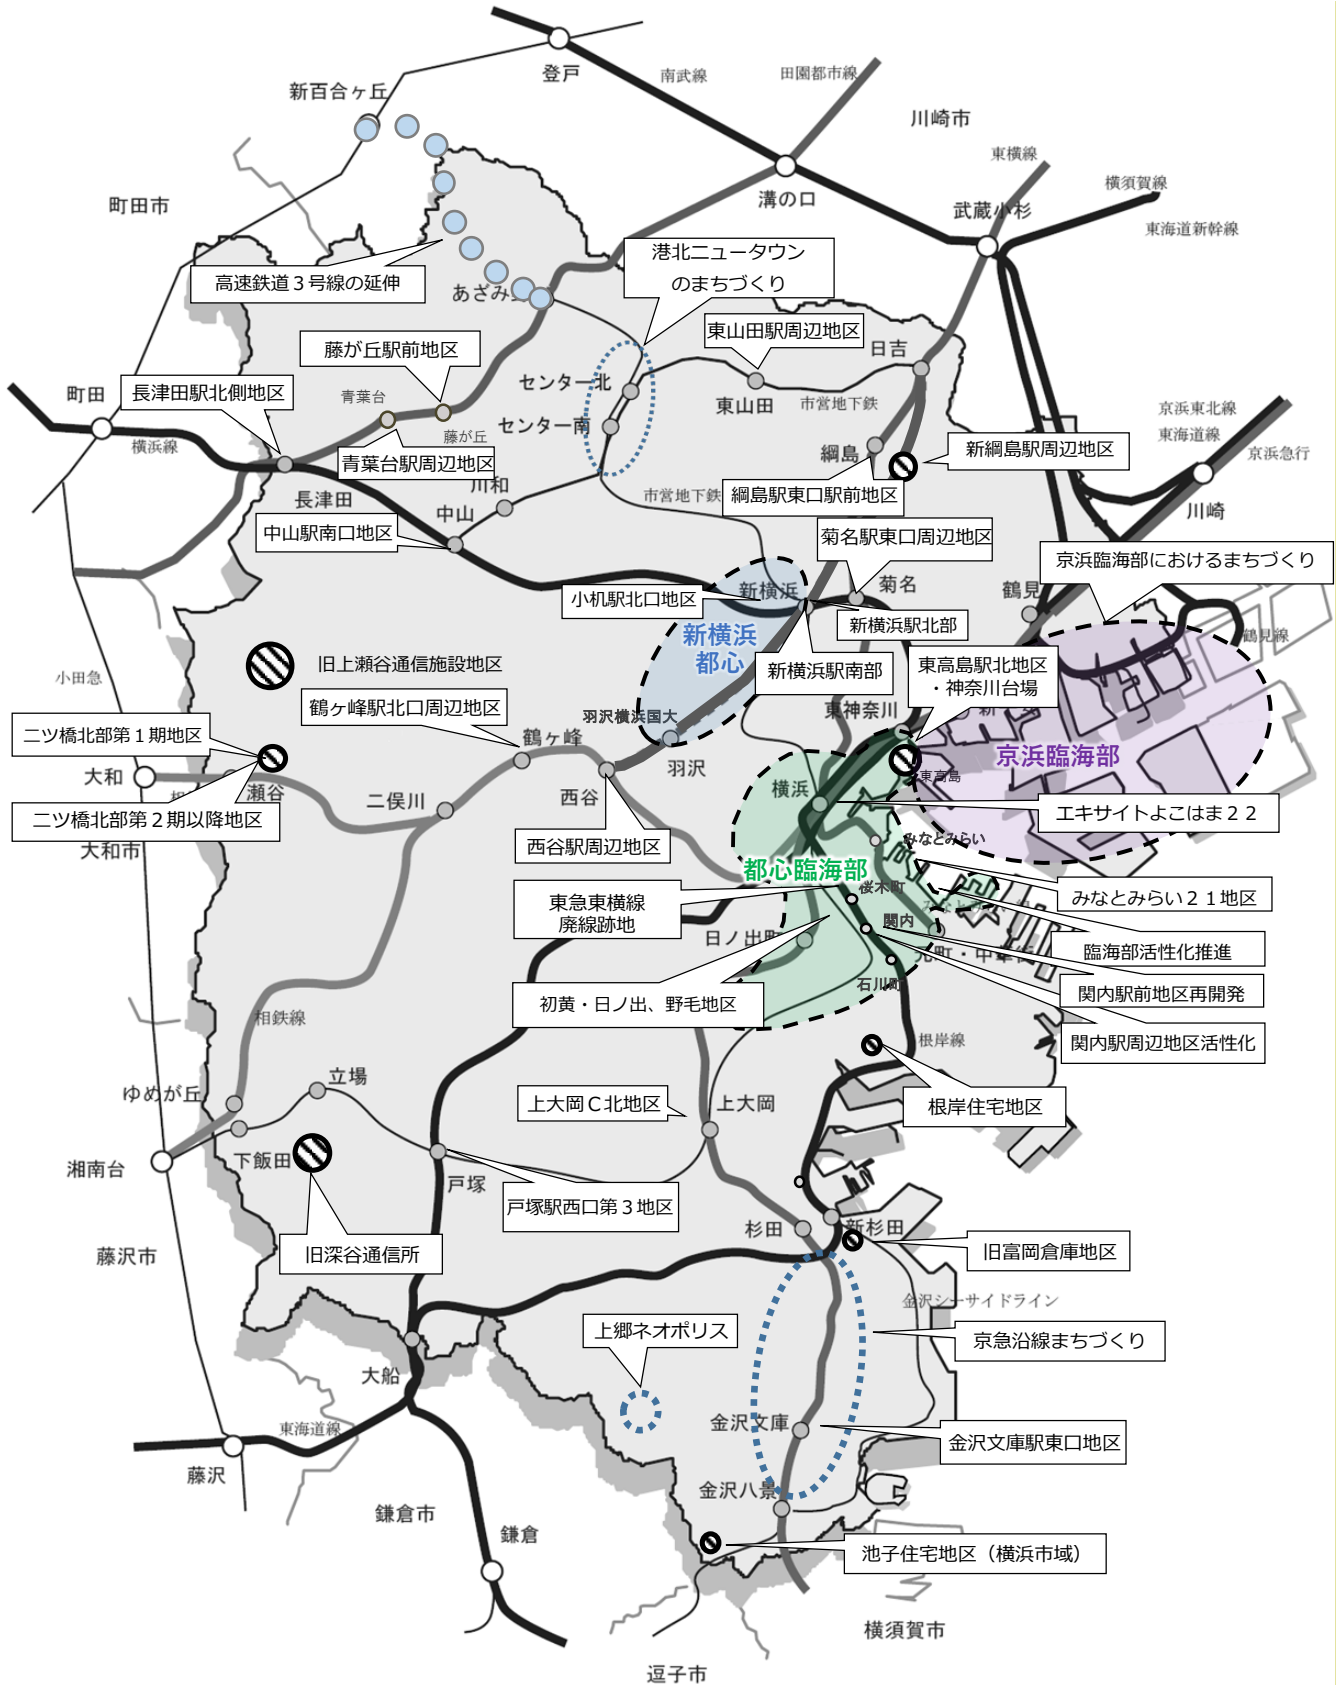 登戸
南武線
田園都市線
新百合ヶ丘
川崎市
東横線
横須賀線
溝の口
武蔵小杉
町田市
東海道新幹線
港北ニュータウン
のまちづくり
高速鉄道３号線の延伸
あざみ
東山田駅周辺地区
藤が丘駅前地区
日吉
長津田駅北側地区
町田
センター北
青葉台
東山田
市営地下鉄
京浜東北線
横浜線
センター南
藤が丘
東海道線
京浜急行
綱島
新綱島駅周辺地区
青葉台駅周辺地区
川和
長津田
市営地下鉄
綱島駅東口駅前地区
中山
川崎
中山駅南口地区
菊名駅東口周辺地区
京浜臨海部におけるまちづくり
新横浜
菊名
鶴見
小机駅北口地区
新横浜駅北部
新横浜
都心
鶴見線
旧上瀬谷通信施設地区
新横浜駅南部
東高島駅北地区
・神奈川台場
小田急
鶴ヶ峰駅北口周辺地区
羽沢横浜国大
東神奈川
新
二ツ橋北部第１期地区
鶴ヶ峰
羽沢
京浜臨海部
大和
東高島
瀬谷
二俣川
西谷
横浜
エキサイトよこはま２２
二ツ橋北部第２期以降地区
大和市
西谷駅周辺地区
みなとみらい
都心臨海部
桜木町
みなとみらい２１地区
東急東横線
廃線跡地
関内
日ノ出町
元町・中華街
臨海部活性化推進
石川町
関内駅前地区再開発
初黄・日ノ出、野毛地区
相鉄線
根岸線
関内駅周辺地区活性化
立場
ゆめが丘
上大岡Ｃ北地区
上大岡
根岸住宅地区
湘南台
下飯田
戸塚
戸塚駅西口第３地区
杉田
新杉田
藤沢市
旧深谷通信所
旧富岡倉庫地区
金沢シーサイドライン
上郷ネオポリス
京急沿線まちづくり
大船
東海道線
金沢文庫
金沢文庫駅東口地区
藤沢
金沢八景
鎌倉市
鎌倉
池子住宅地区（横浜市域）
横須賀市
逗子市